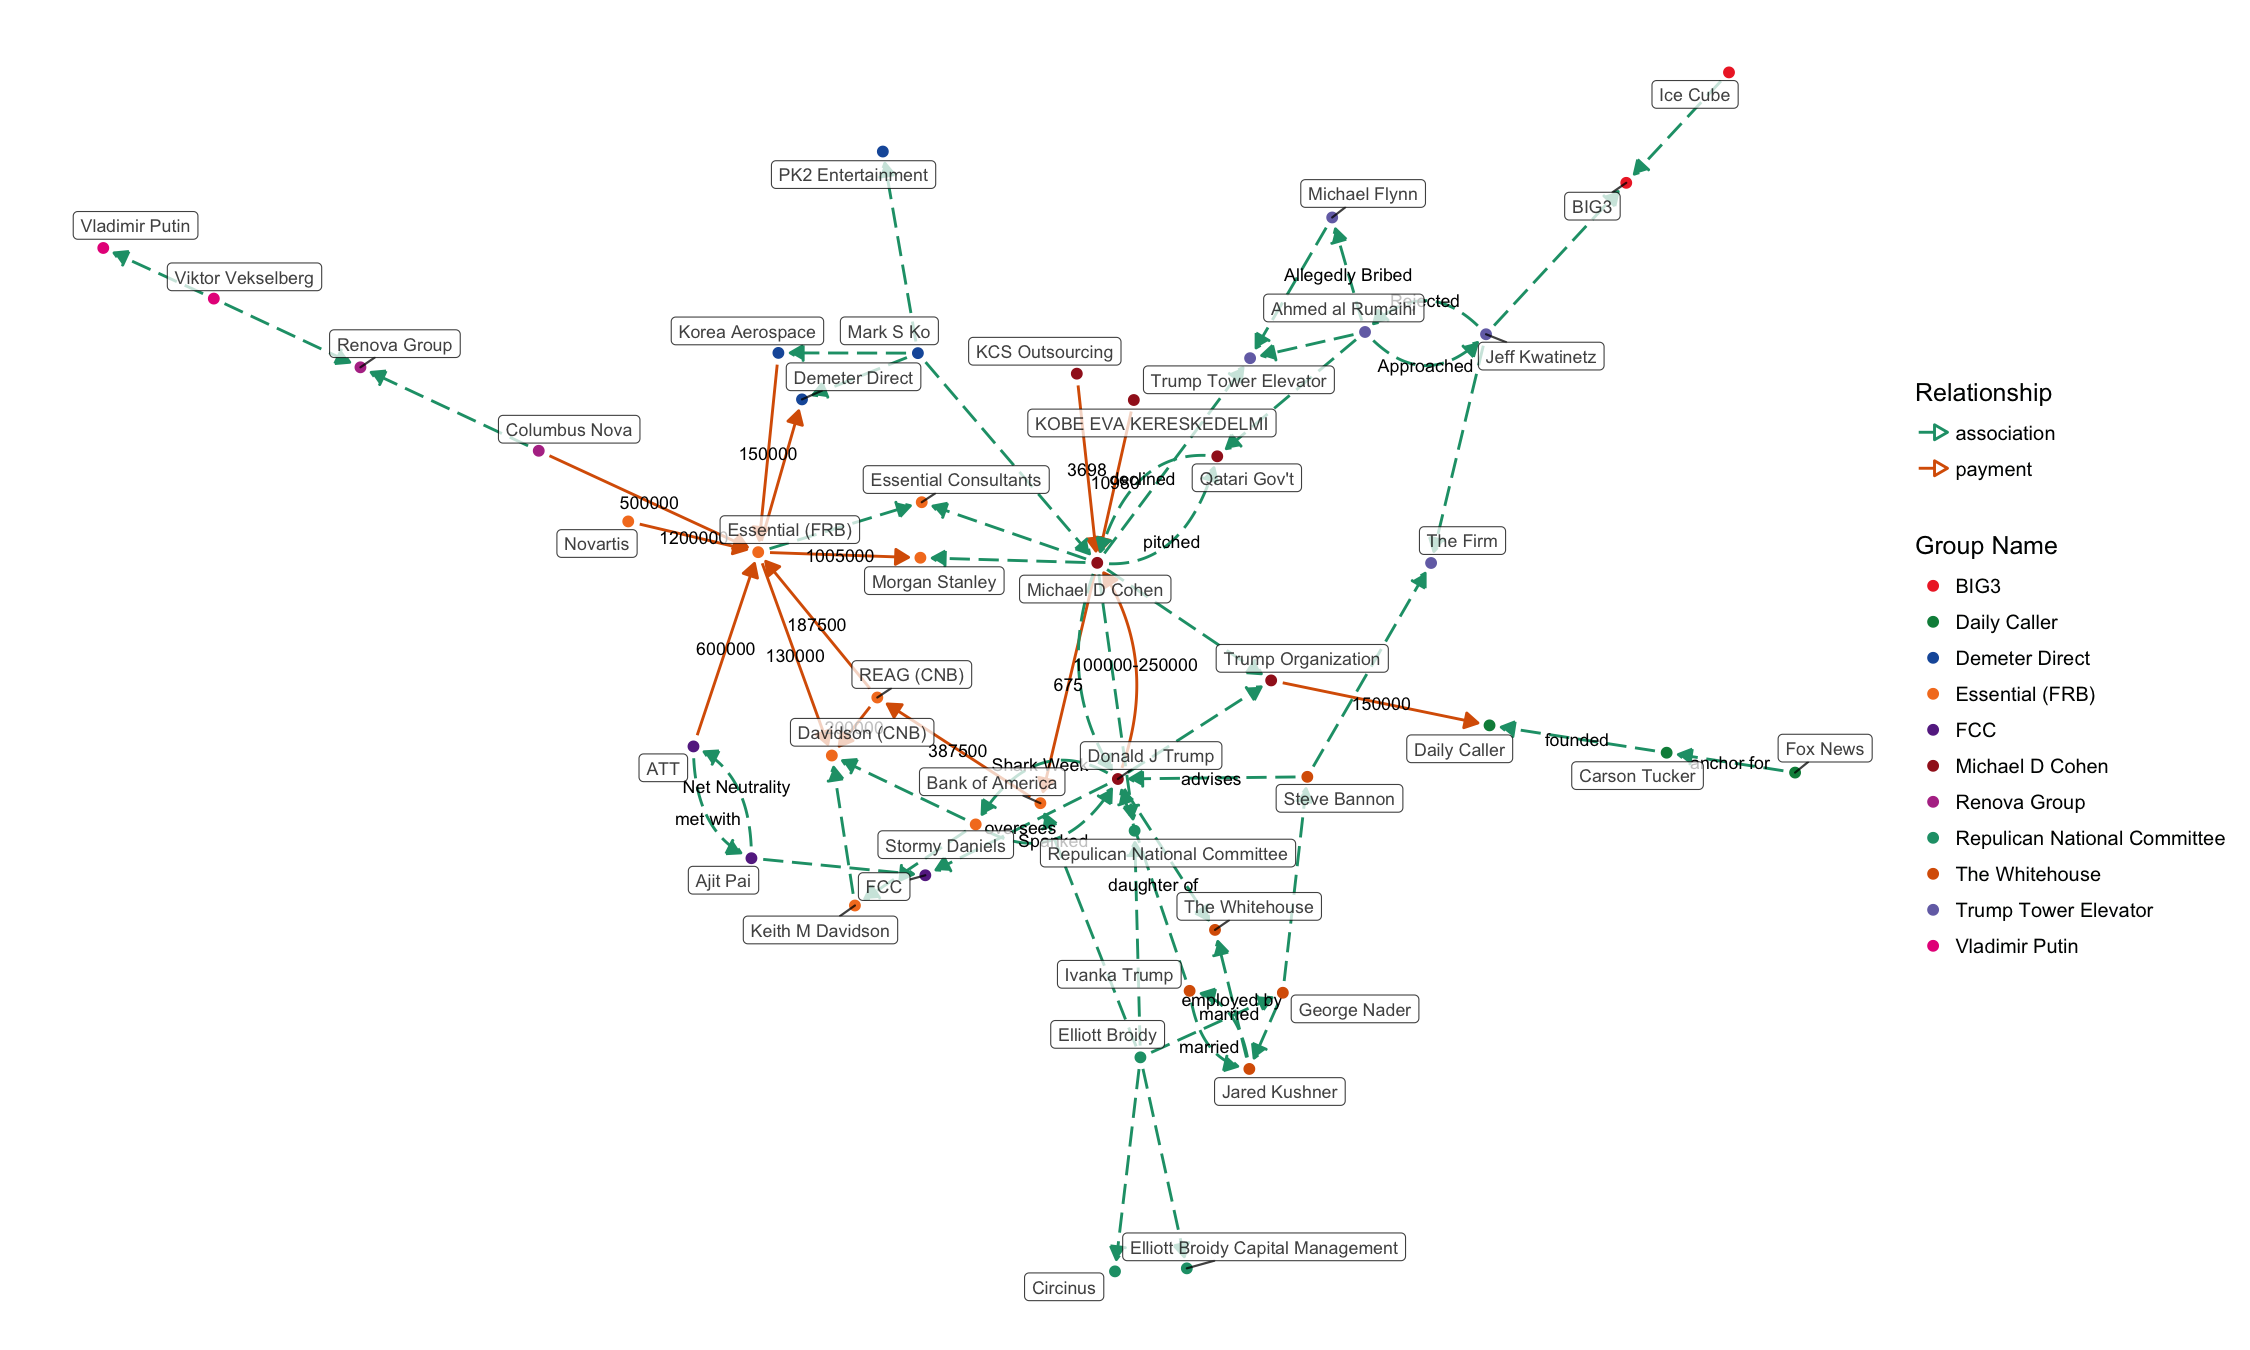 Ice Cube
PK2 Entertainment
Michael Flynn
BIG3
Vladimir Putin
Viktor Vekselberg
Allegedly Bribed
Rejected
Ahmed al Rumaihi
Korea Aerospace
Mark S Ko
Renova Group
KCS Outsourcing
Jeff Kwatinetz
Approached
Demeter Direct
Trump Tower Elevator
KOBE EVA KERESKEDELMI
Columbus Nova
150000
3698
10980
declined
Essential Consultants
Qatari Gov't
500000
Essential (FRB)
Novartis
1200000
pitched
The Firm
1005000
Morgan Stanley
Michael D Cohen
187500
600000
130000
Trump Organization
100000-250000
REAG (CNB)
675
150000
200000
Davidson (CNB)
387500
Donald J Trump
Daily Caller
founded
Fox News
ATT
Shark Week
anchor for
Carson Tucker
Bank of America
advises
Net Neutrality
Steve Bannon
met with
oversees
Spanked
Stormy Daniels
Repulican National Committee
Ajit Pai
FCC
daughter of
The Whitehouse
Keith M Davidson
Ivanka Trump
employed by
married
George Nader
Elliott Broidy
married
Jared Kushner
Elliott Broidy Capital Management
Circinus
Relationship
association
payment
Group Name
BIG3
Daily Caller
Demeter Direct
Essential (FRB)
FCC
Michael D Cohen
Renova Group
Repulican National Committee
The Whitehouse
Trump Tower Elevator
Vladimir Putin